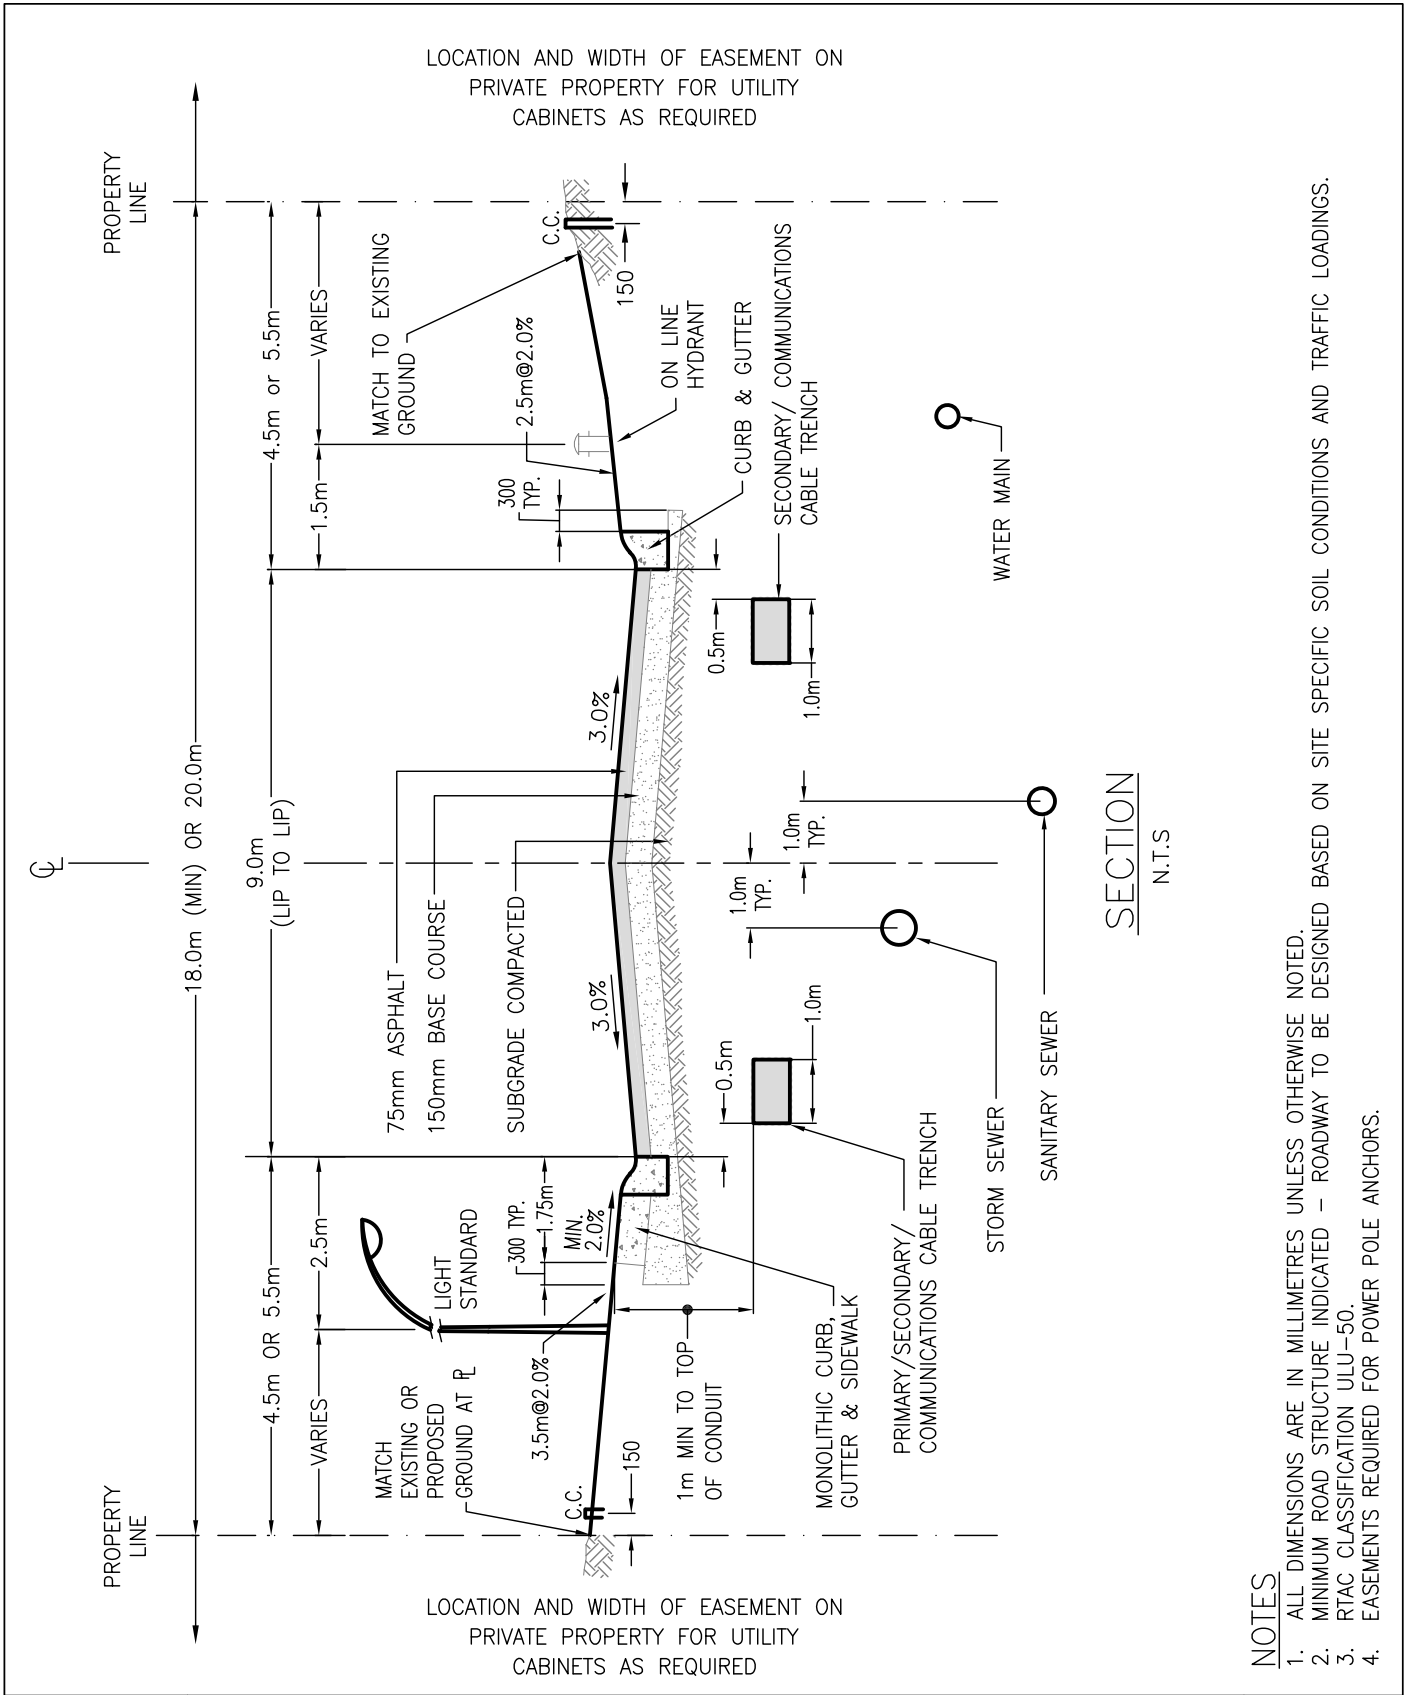 LOCATION AND WIDTH OF EASEMENT ON
PRIVATE PROPERTY FOR UTILITY
CABINETS AS REQUIRED
LOCATION AND WIDTH OF EASEMENT ON
PRIVATE PROPERTY FOR UTILITY
CABINETS AS REQUIRED
PROPERTY
LINE
℄
PROPERTY
LINE
18.0m (MIN) OR 20.0m
4.5m OR 5.5m
9.0m
(LIP TO LIP)
4.5m or 5.5m
VARIES
2.5m
1.5m
VARIES
LIGHT
STANDARD
MATCH
EXISTING OR
PROPOSED
GROUND AT ⅊
75mm ASPHALT
150mm BASE COURSE
SUBGRADE COMPACTED
MATCH TO EXISTING
GROUND
300 TYP.
1.75m
MIN.
2.0%
3.5m@2.0%
300
TYP.
2.5m@2.0%
C.C.
C.C.
3.0%
3.0%
150
150
1m MIN TO TOP
OF CONDUIT
ON LINE
HYDRANT
CURB & GUTTER
SECONDARY/ COMMUNICATIONS
CABLE TRENCH
0.5m
1.0m
TYP.
1.0m
TYP.
0.5m
1.0m
1.0m
MONOLITHIC CURB,
GUTTER & SIDEWALK
PRIMARY/SECONDARY/
COMMUNICATIONS CABLE TRENCH
STORM SEWER
SANITARY SEWER
WATER MAIN
SECTION
N.T.S
NOTES
1. ALL DIMENSIONS ARE IN MILLIMETRES UNLESS OTHERWISE NOTED.
2. MINIMUM ROAD STRUCTURE INDICATED – ROADWAY TO BE DESIGNED BASED ON SITE SPECIFIC SOIL CONDITIONS AND TRAFFIC LOADINGS.
3. RTAC CLASSIFICATION ULU–50.
4. EASEMENTS REQUIRED FOR POWER POLE ANCHORS.